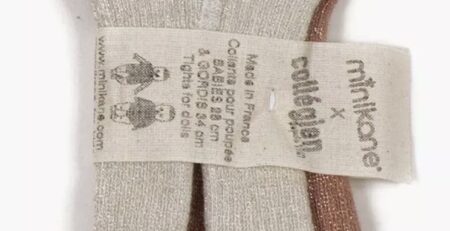 minikane
x
collégien
Made in France
Collants pour poupée
BABIES 28 cm
& GORDIS 34 cm
Tights for dolls
www.minikane.com